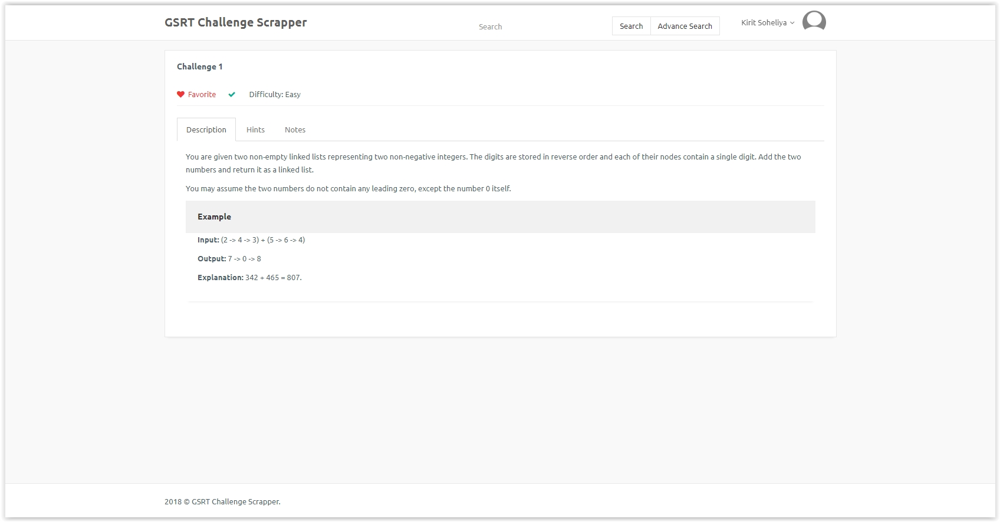 GSRT Challenge Scrapper
Search
Search
Advance Search
Kirit Soheliya
Challenge 1
Favorite
Difficulty: Easy
Description
Hints
Notes
You are given two non-empty linked lists representing two non-negative integers. The digits are stored in reverse order and each of their nodes contain a single digit. Add the two
numbers and return it as a linked list.
You may assume the two numbers do not contain any leading zero, except the number 0 itself.
Example
Input: (2 -> 4 -> 3) + (5 -> 6 -> 4)
Output: 7 -> 0 -> 8
Explanation: 342 + 465 = 807.
2018 © GSRT Challenge Scrapper.